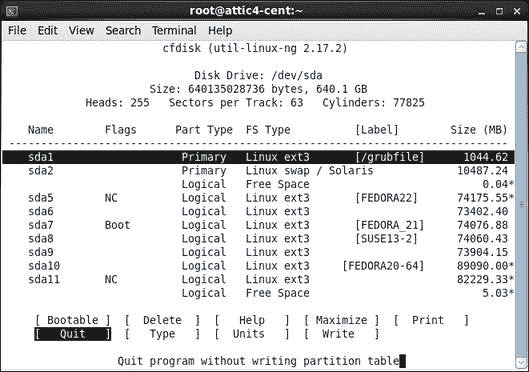 root@attic4-cent:~
File Edit View Search Terminal Help
cfdisk (util-linux-ng 2.17.2)
Disk Drive: /dev/sda
Size: 640135028736 bytes, 640.1 GB
Heads: 255 Sectors per Track: 63 Cylinders: 77825
Name Flags Part Type FS Type [Label] Size (MB)
sda1 Primary Linux ext3 [/grubfile] 1044.62
sda2 Primary Linux swap / Solaris 10487.24
Logical Free Space 0.04*
sda5 NC Logical Linux ext3 [FEDORA22] 74175.55*
sda6 Logical Linux ext3 73402.40
sda7 Boot Logical Linux ext3 [FEDORA_21] 74076.88
sda8 Logical Linux ext3 [SUSE13-2] 74060.43
sda9 Logical Linux ext3 73904.15
sda10 Logical Linux ext3 [FEDORA20-64] 89090.00*
sda11 NC Logical Linux ext3 82229.33*
Logical Free Space 5.03*
[ Bootable ] [ Delete ] [ Help ] [ Maximize ] [ Print ]
[ Quit ] [ Type ] [ Units ] [ Write ]
Quit program without writing partition table